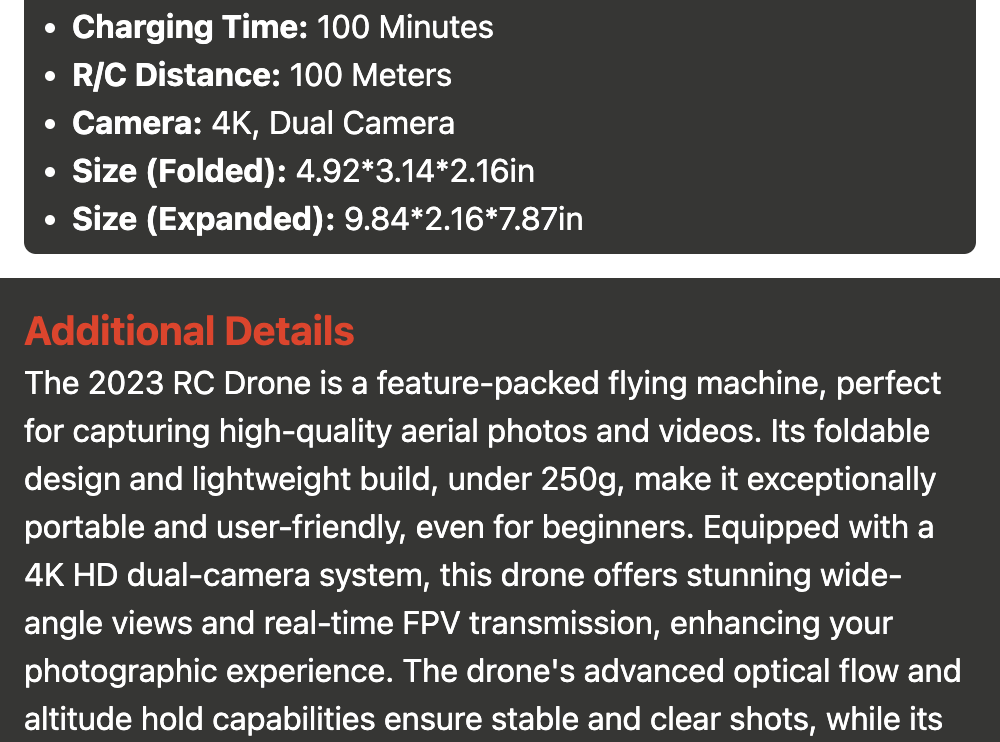 • Charging Time: 100 Minutes
• R/C Distance: 100 Meters
• Camera: 4K, Dual Camera
• Size (Folded): 4.92*3.14*2.16in
• Size (Expanded): 9.84*2.16*7.87in
Additional Details
The 2023 RC Drone is a feature-packed flying machine, perfect
for capturing high-quality aerial photos and videos. Its foldable
design and lightweight build, under 250g, make it exceptionally
portable and user-friendly, even for beginners. Equipped with a
4K HD dual-camera system, this drone offers stunning wide-
angle views and real-time FPV transmission, enhancing your
photographic experience. The drone's advanced optical flow and
altitude hold capabilities ensure stable and clear shots, while its